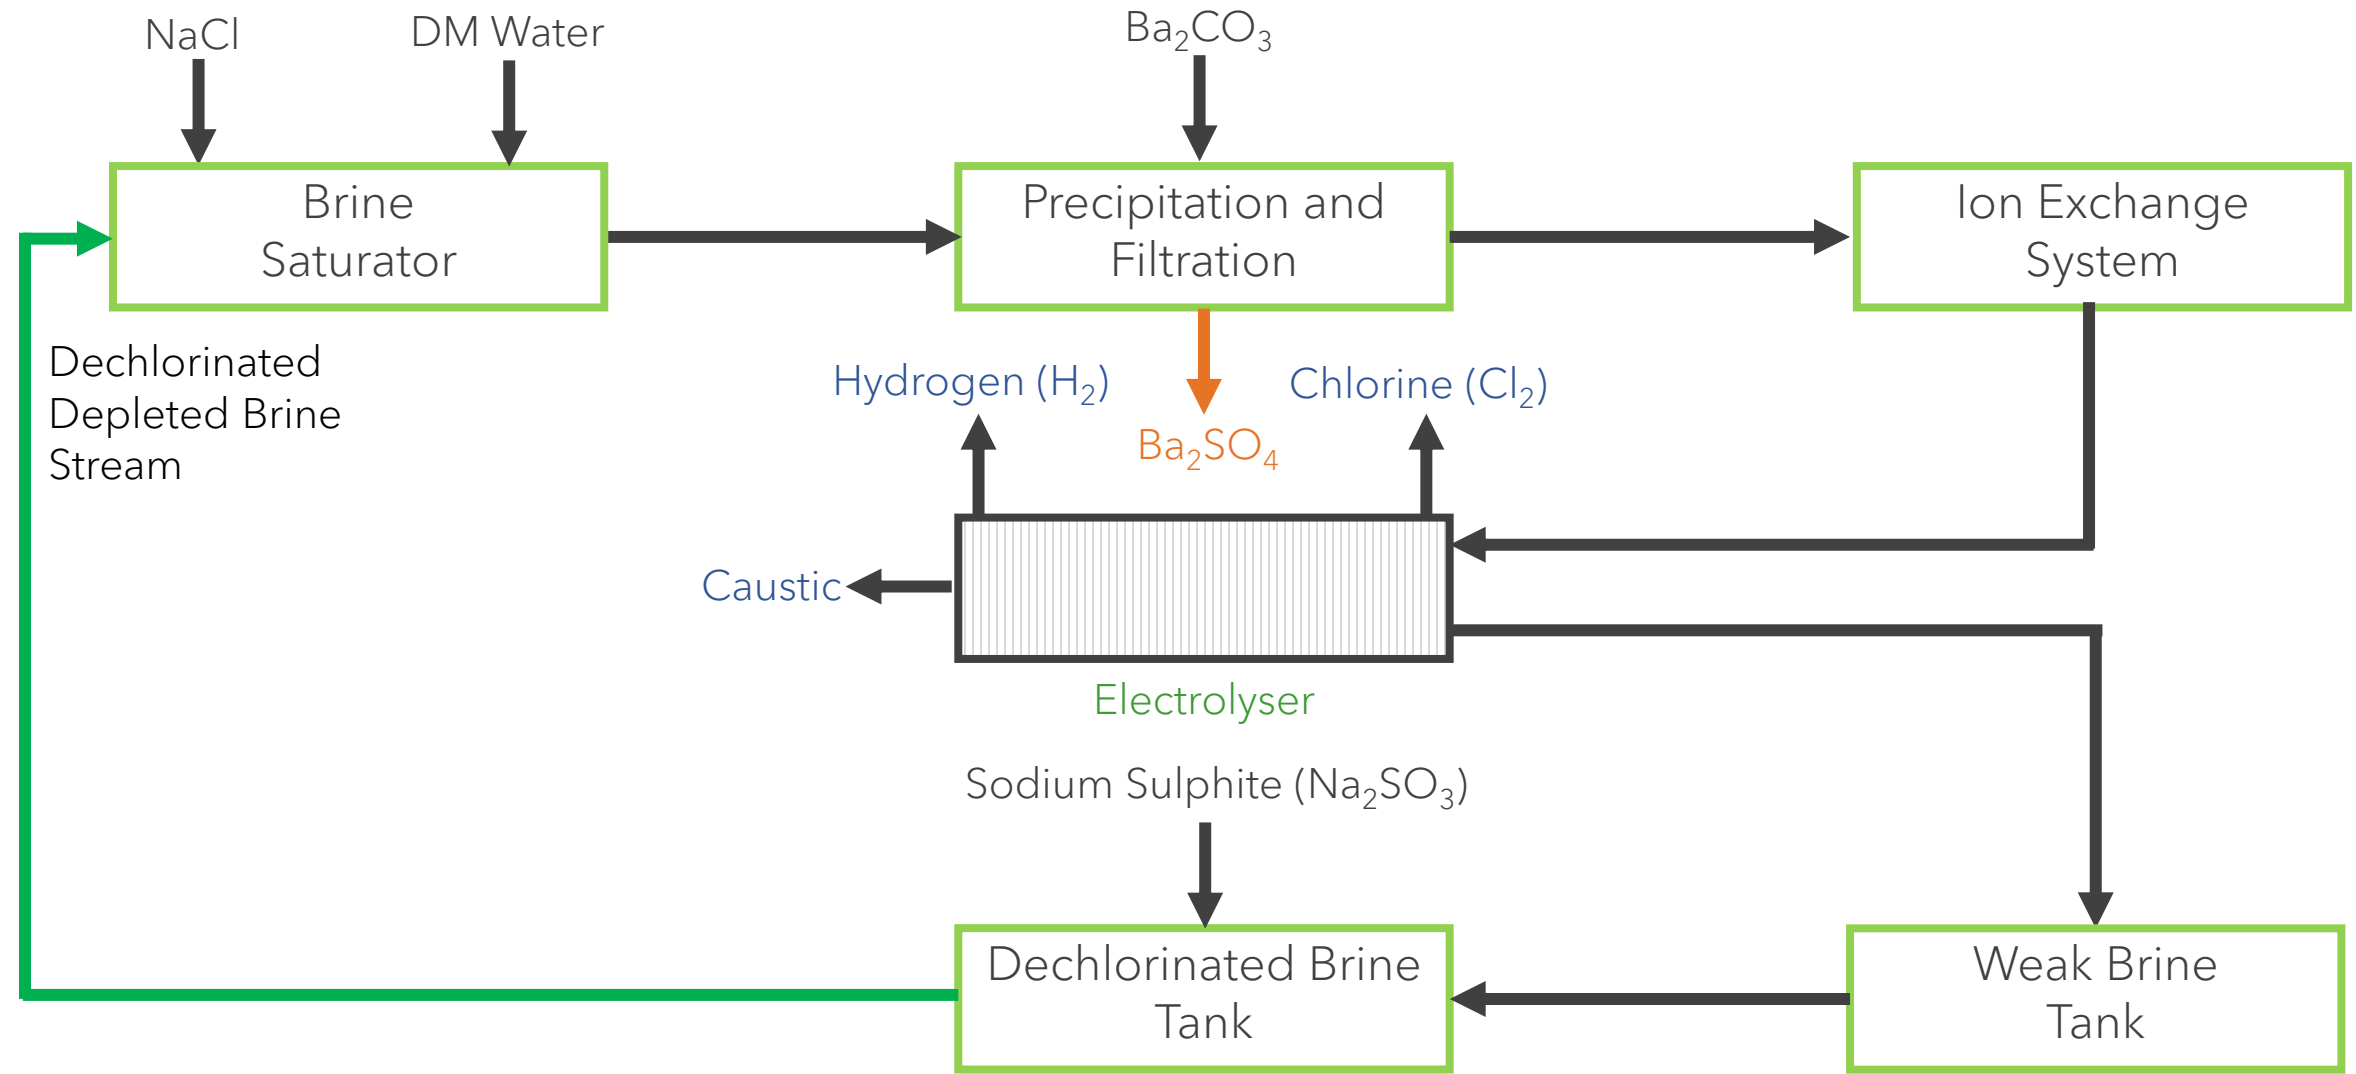 NaCl
DM Water
Ba₂CO₃
Brine
Saturator
Precipitation and
Filtration
Ion Exchange
System
Dechlorinated
Depleted Brine
Stream
Hydrogen (H₂)
Ba₂SO₄
Chlorine (Cl₂)
Caustic
Electrolyser
Sodium Sulphite (Na₂SO₃)
Dechlorinated Brine
Tank
Weak Brine
Tank